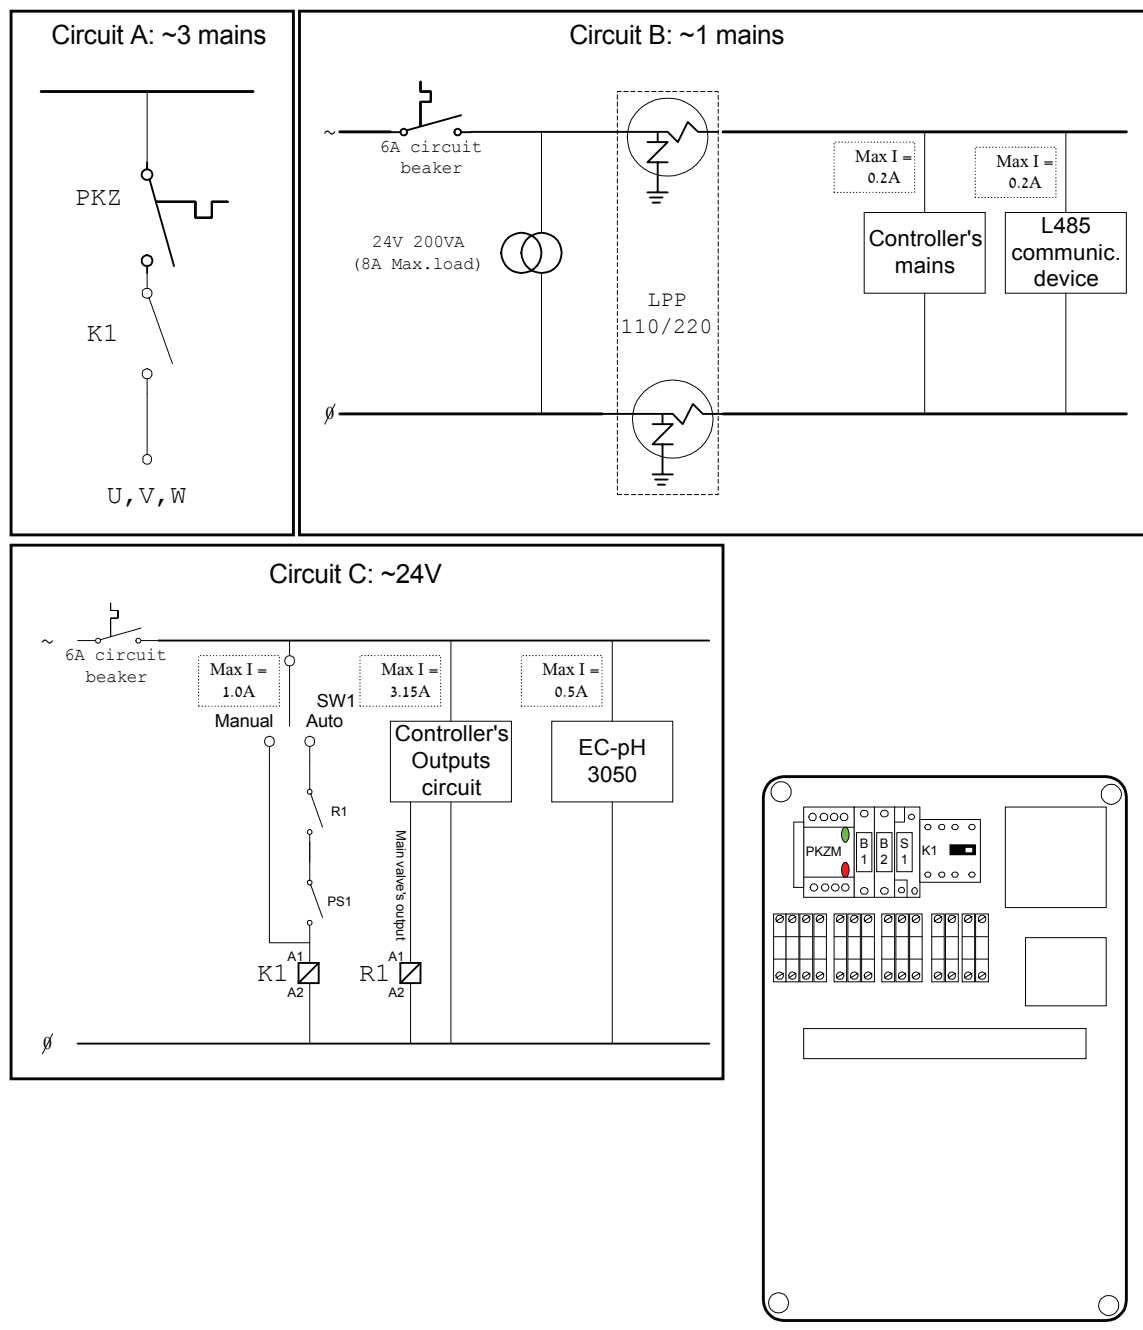 Circuit A: ~3 mains
PKZ
K1
U,V,W
Circuit B: ~1 mains
~
6A circuit
beaker
24V 200VA
(8A Max.load)
LPP
110/220
Max I =
0.2A
Max I =
0.2A
Controller's
mains
L485
communic.
device
ø
Circuit C: ~24V
~
6A circuit
beaker
Max I =
1.0A
Max I =
3.15A
Max I =
0.5A
SW1
Manual
Auto
Controller's
Outputs
circuit
EC-pH
3050
R1
PS1
Main valve's output
A1
K1
A2
A1
R1
A2
ø
PKZM
B
1
B
2
S
1
K1